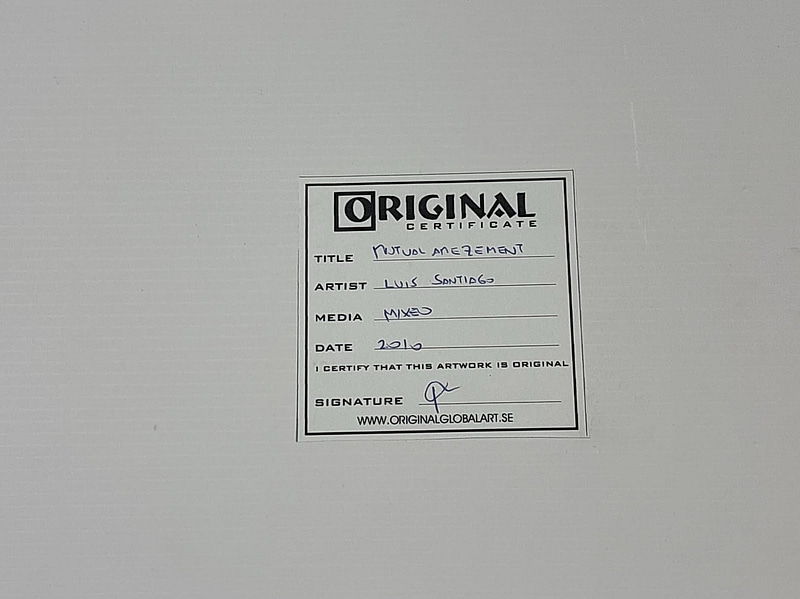 ORIGINAL
CERTIFICATE
TITLE MUTUAL AMEZEMENT
ARTIST LUIS SANTIAGO
MEDIA MIXED
DATE 2010
I CERTIFY THAT THIS ARTWORK IS ORIGINAL
SIGNATURE
WWW.ORIGINALGLOBALART.SE